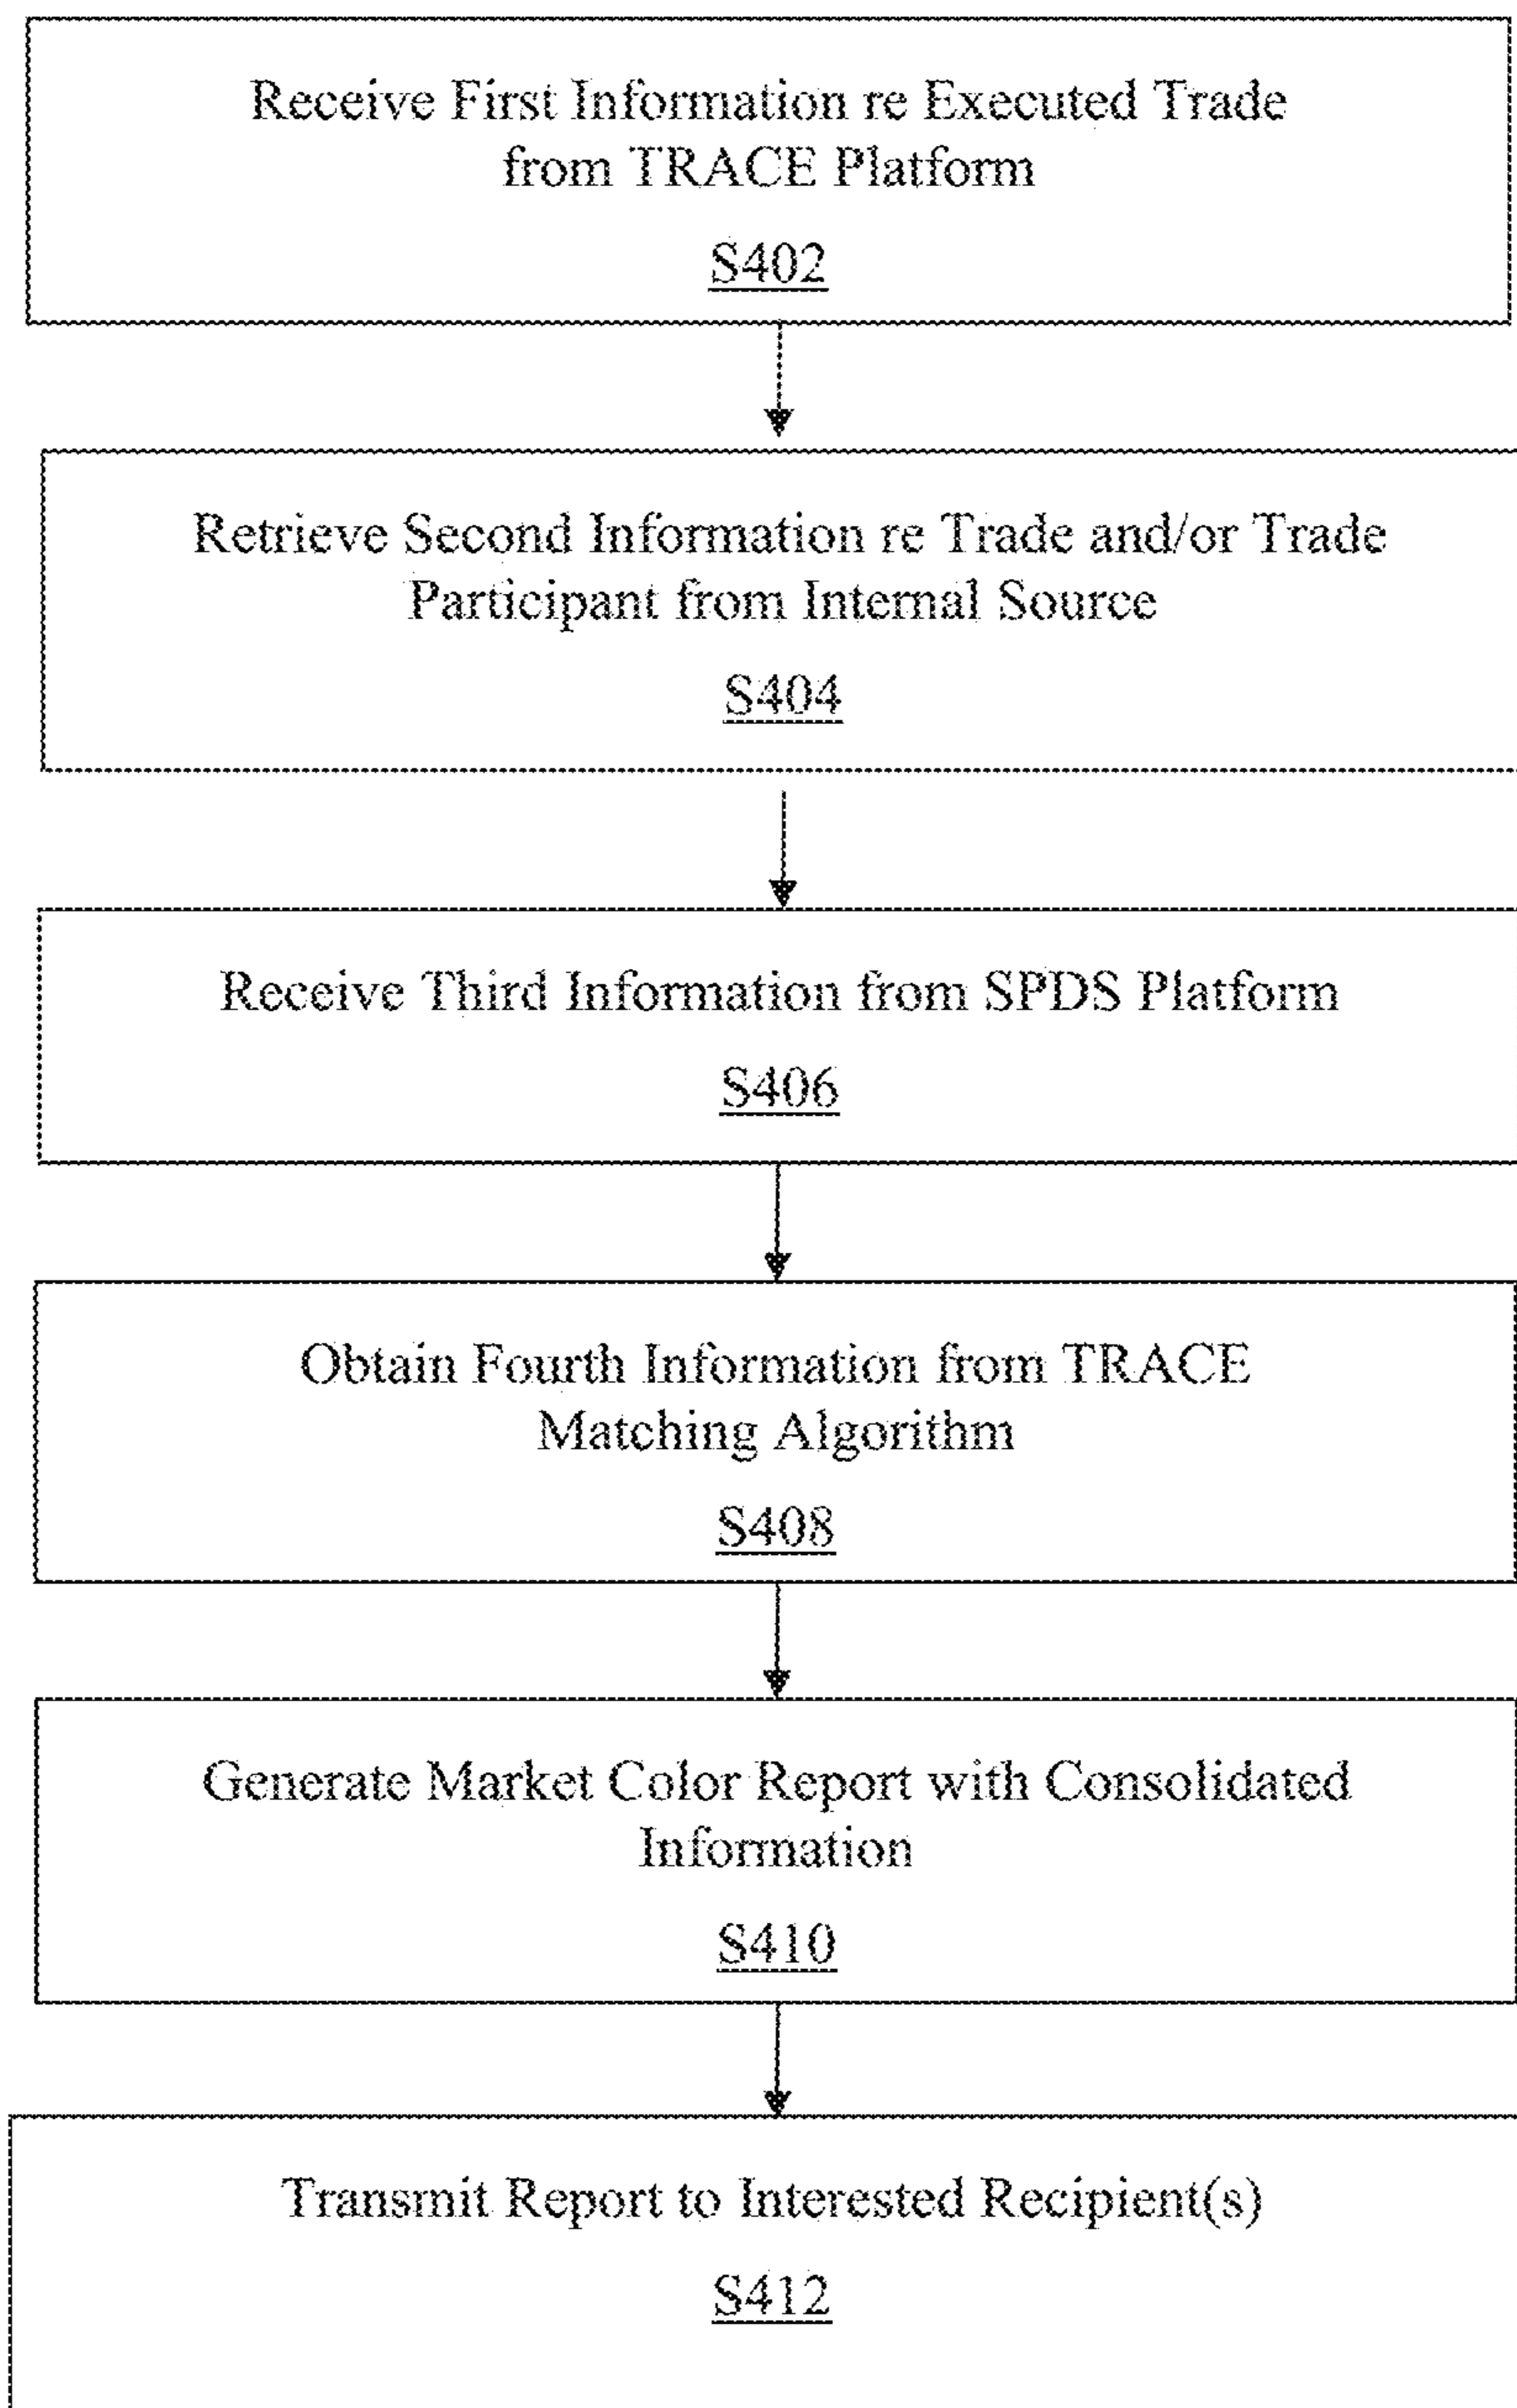 Receive First Information re Executed Trade
from TRACE Platform
S402
Retrieve Second Information re Trade and/or Trade
Participant from Internal Source
S404
Receive Third Information from SPDS Platform
S406
Obtain Fourth Information from TRACE
Matching Algorithm
S408
Generate Market Color Report with Consolidated
Information
S410
Transmit Report to Interested Recipient(s)
S412